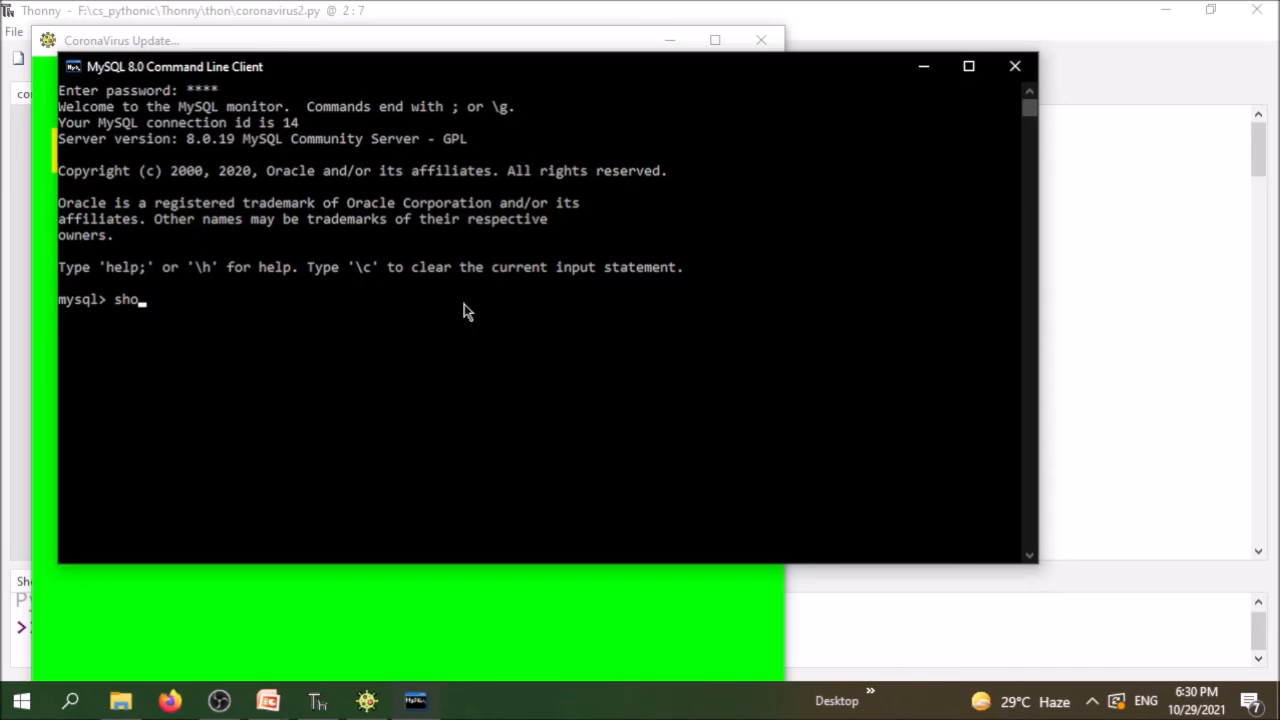 Thonny - F:\cs_pythonic\Thonny\thon\coronavirus2.py @ 2:7
File
CoronaVirus Update...
MySQL 8.0 Command Line Client
Enter password: ****
Welcome to the MySQL monitor.  Commands end with ; or \g.
Your MySQL connection id is 14
Server version: 8.0.19 MySQL Community Server - GPL
Copyright (c) 2000, 2020, Oracle and/or its affiliates. All rights reserved.
Oracle is a registered trademark of Oracle Corporation and/or its
affiliates. Other names may be trademarks of their respective
owners.
Type 'help;' or '\h' for help. Type '\c' to clear the current input statement.
mysql> sho_
Desktop
29°C Haze
ENG
6:30 PM
10/29/2021
7